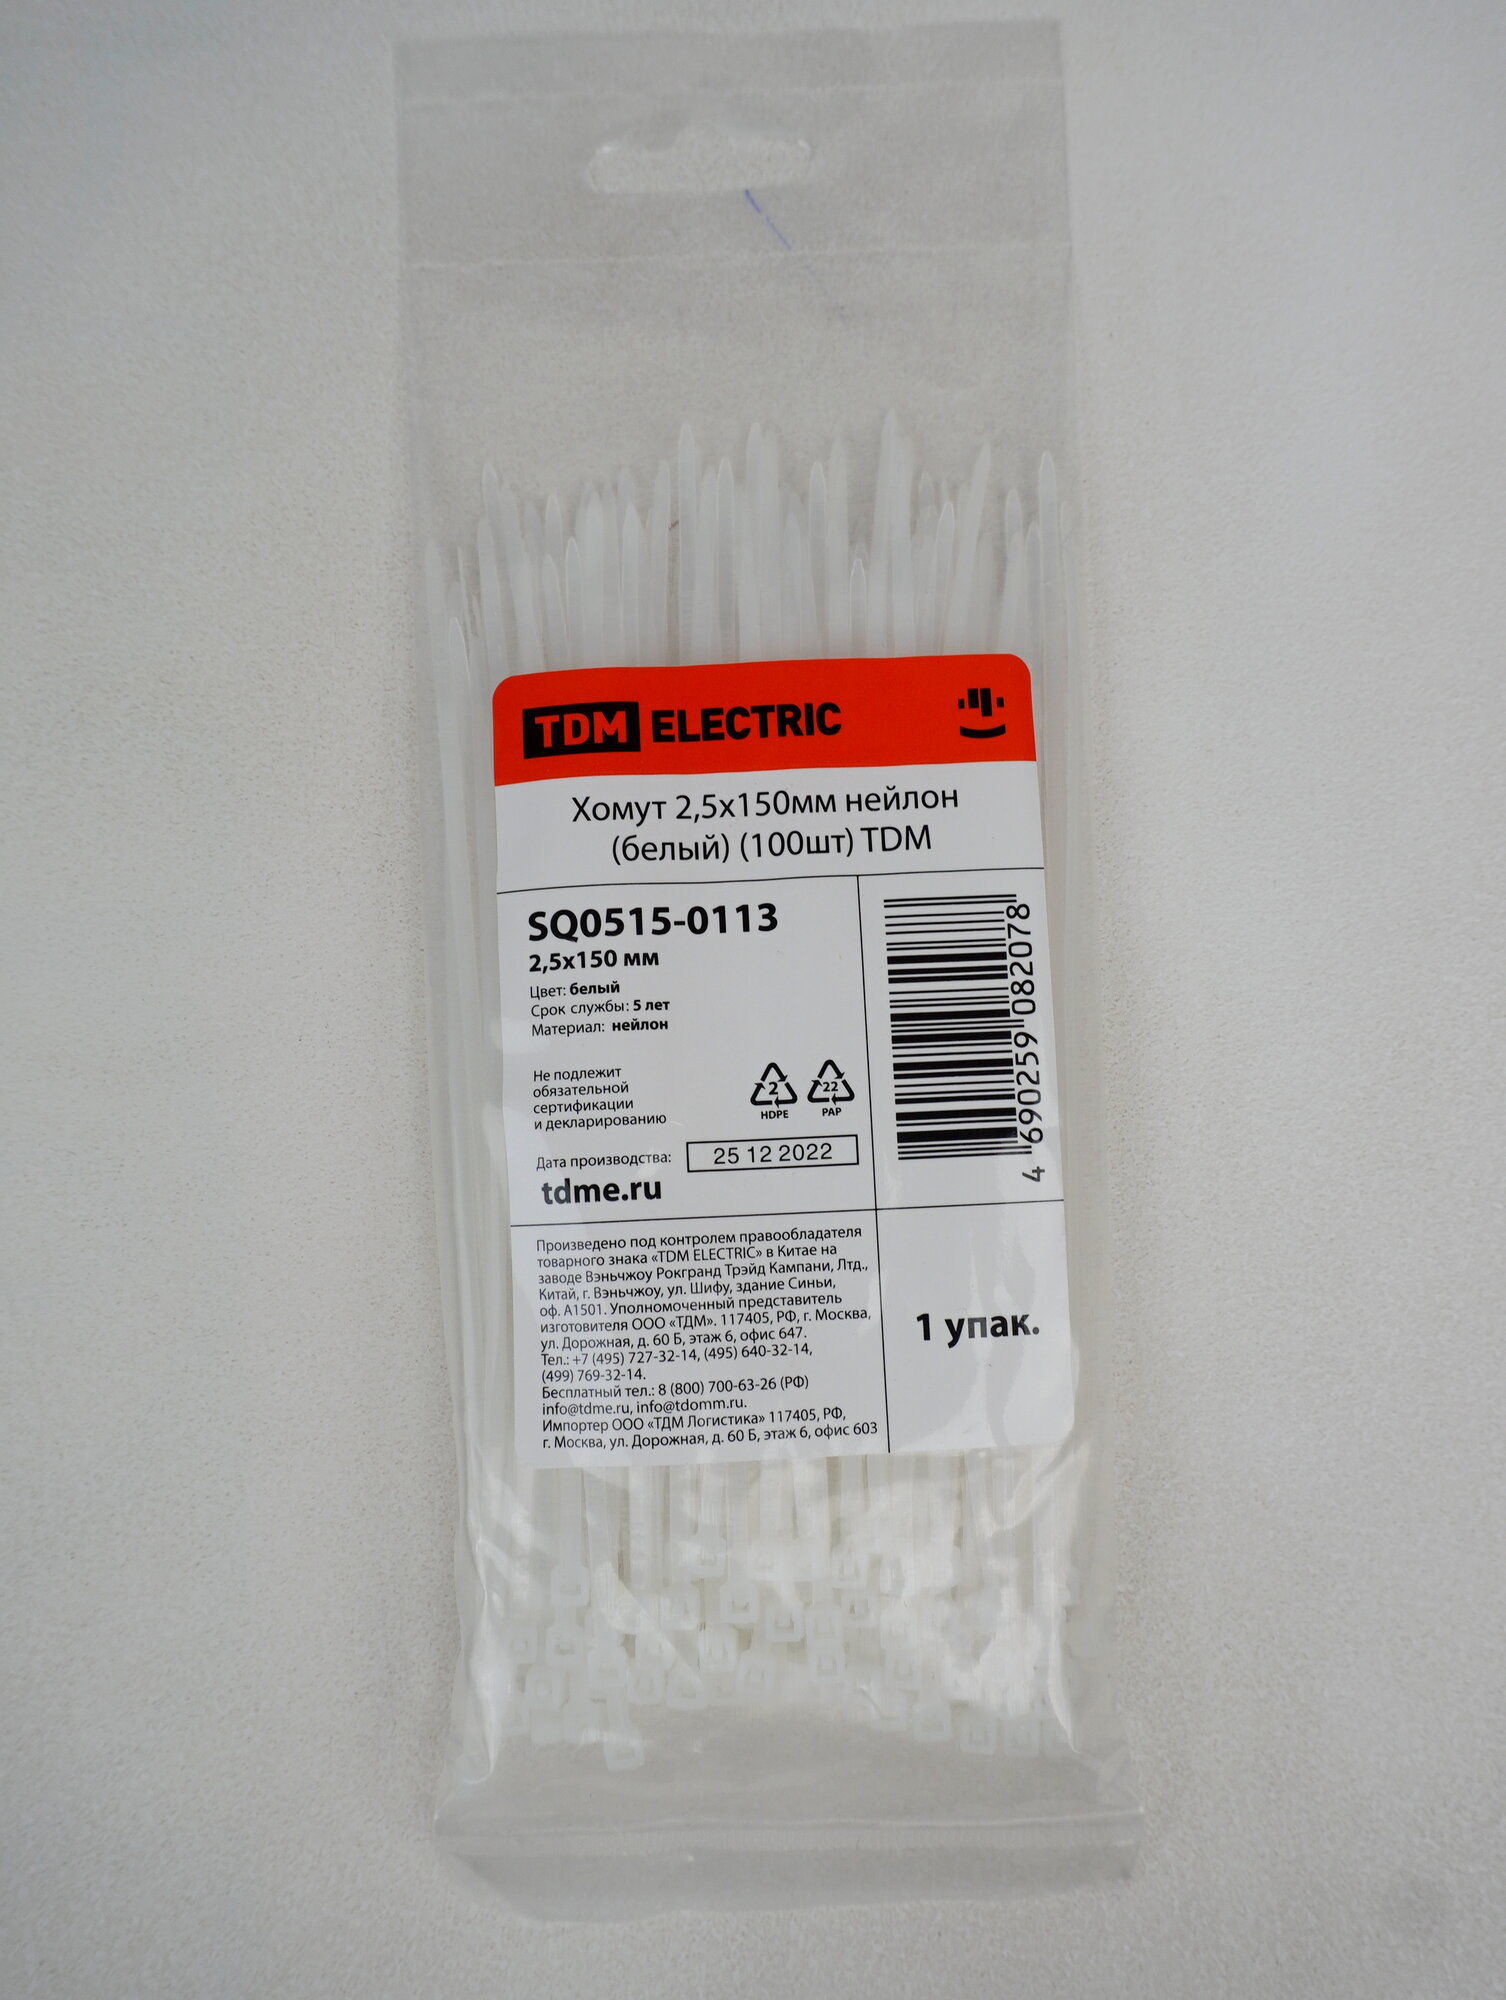 TDM ELECTRIC
Хомут 2,5х150мм нейлон
(белый) (100шт) TDM
SQ0515-0113
2,5х150 мм
Цвет: белый
Срок службы: 5 лет
Материал: нейлон
Не подлежит
обязательной
сертификации
и декларированию
2
HDPE
22
PAP
Дата производства: 25 12 2022
tdme.ru
4 690259 082078
Произведено под контролем правообладателя
товарного знака «TDM ELECTRIC» в Китае на
заводе Вэньчжоу Рокгранд Трэйд Кампани, Лтд.,
Китай, г. Вэньчжоу, ул. Шифу, здание Синьи,
оф. А1501. Уполномоченный представитель
изготовителя ООО «ТДМ». 117405, РФ, г. Москва,
ул. Дорожная, д. 60 Б, этаж 6, офис 647.
Тел.: +7 (495) 727-32-14, (495) 640-32-14,
(499) 769-32-14.
Бесплатный тел.: 8 (800) 700-63-26 (РФ)
info@tdme.ru, info@tdomm.ru.
Импортер ООО «ТДМ Логистика» 117405, РФ,
г. Москва, ул. Дорожная, д. 60 Б, этаж 6, офис 603
1 упак.